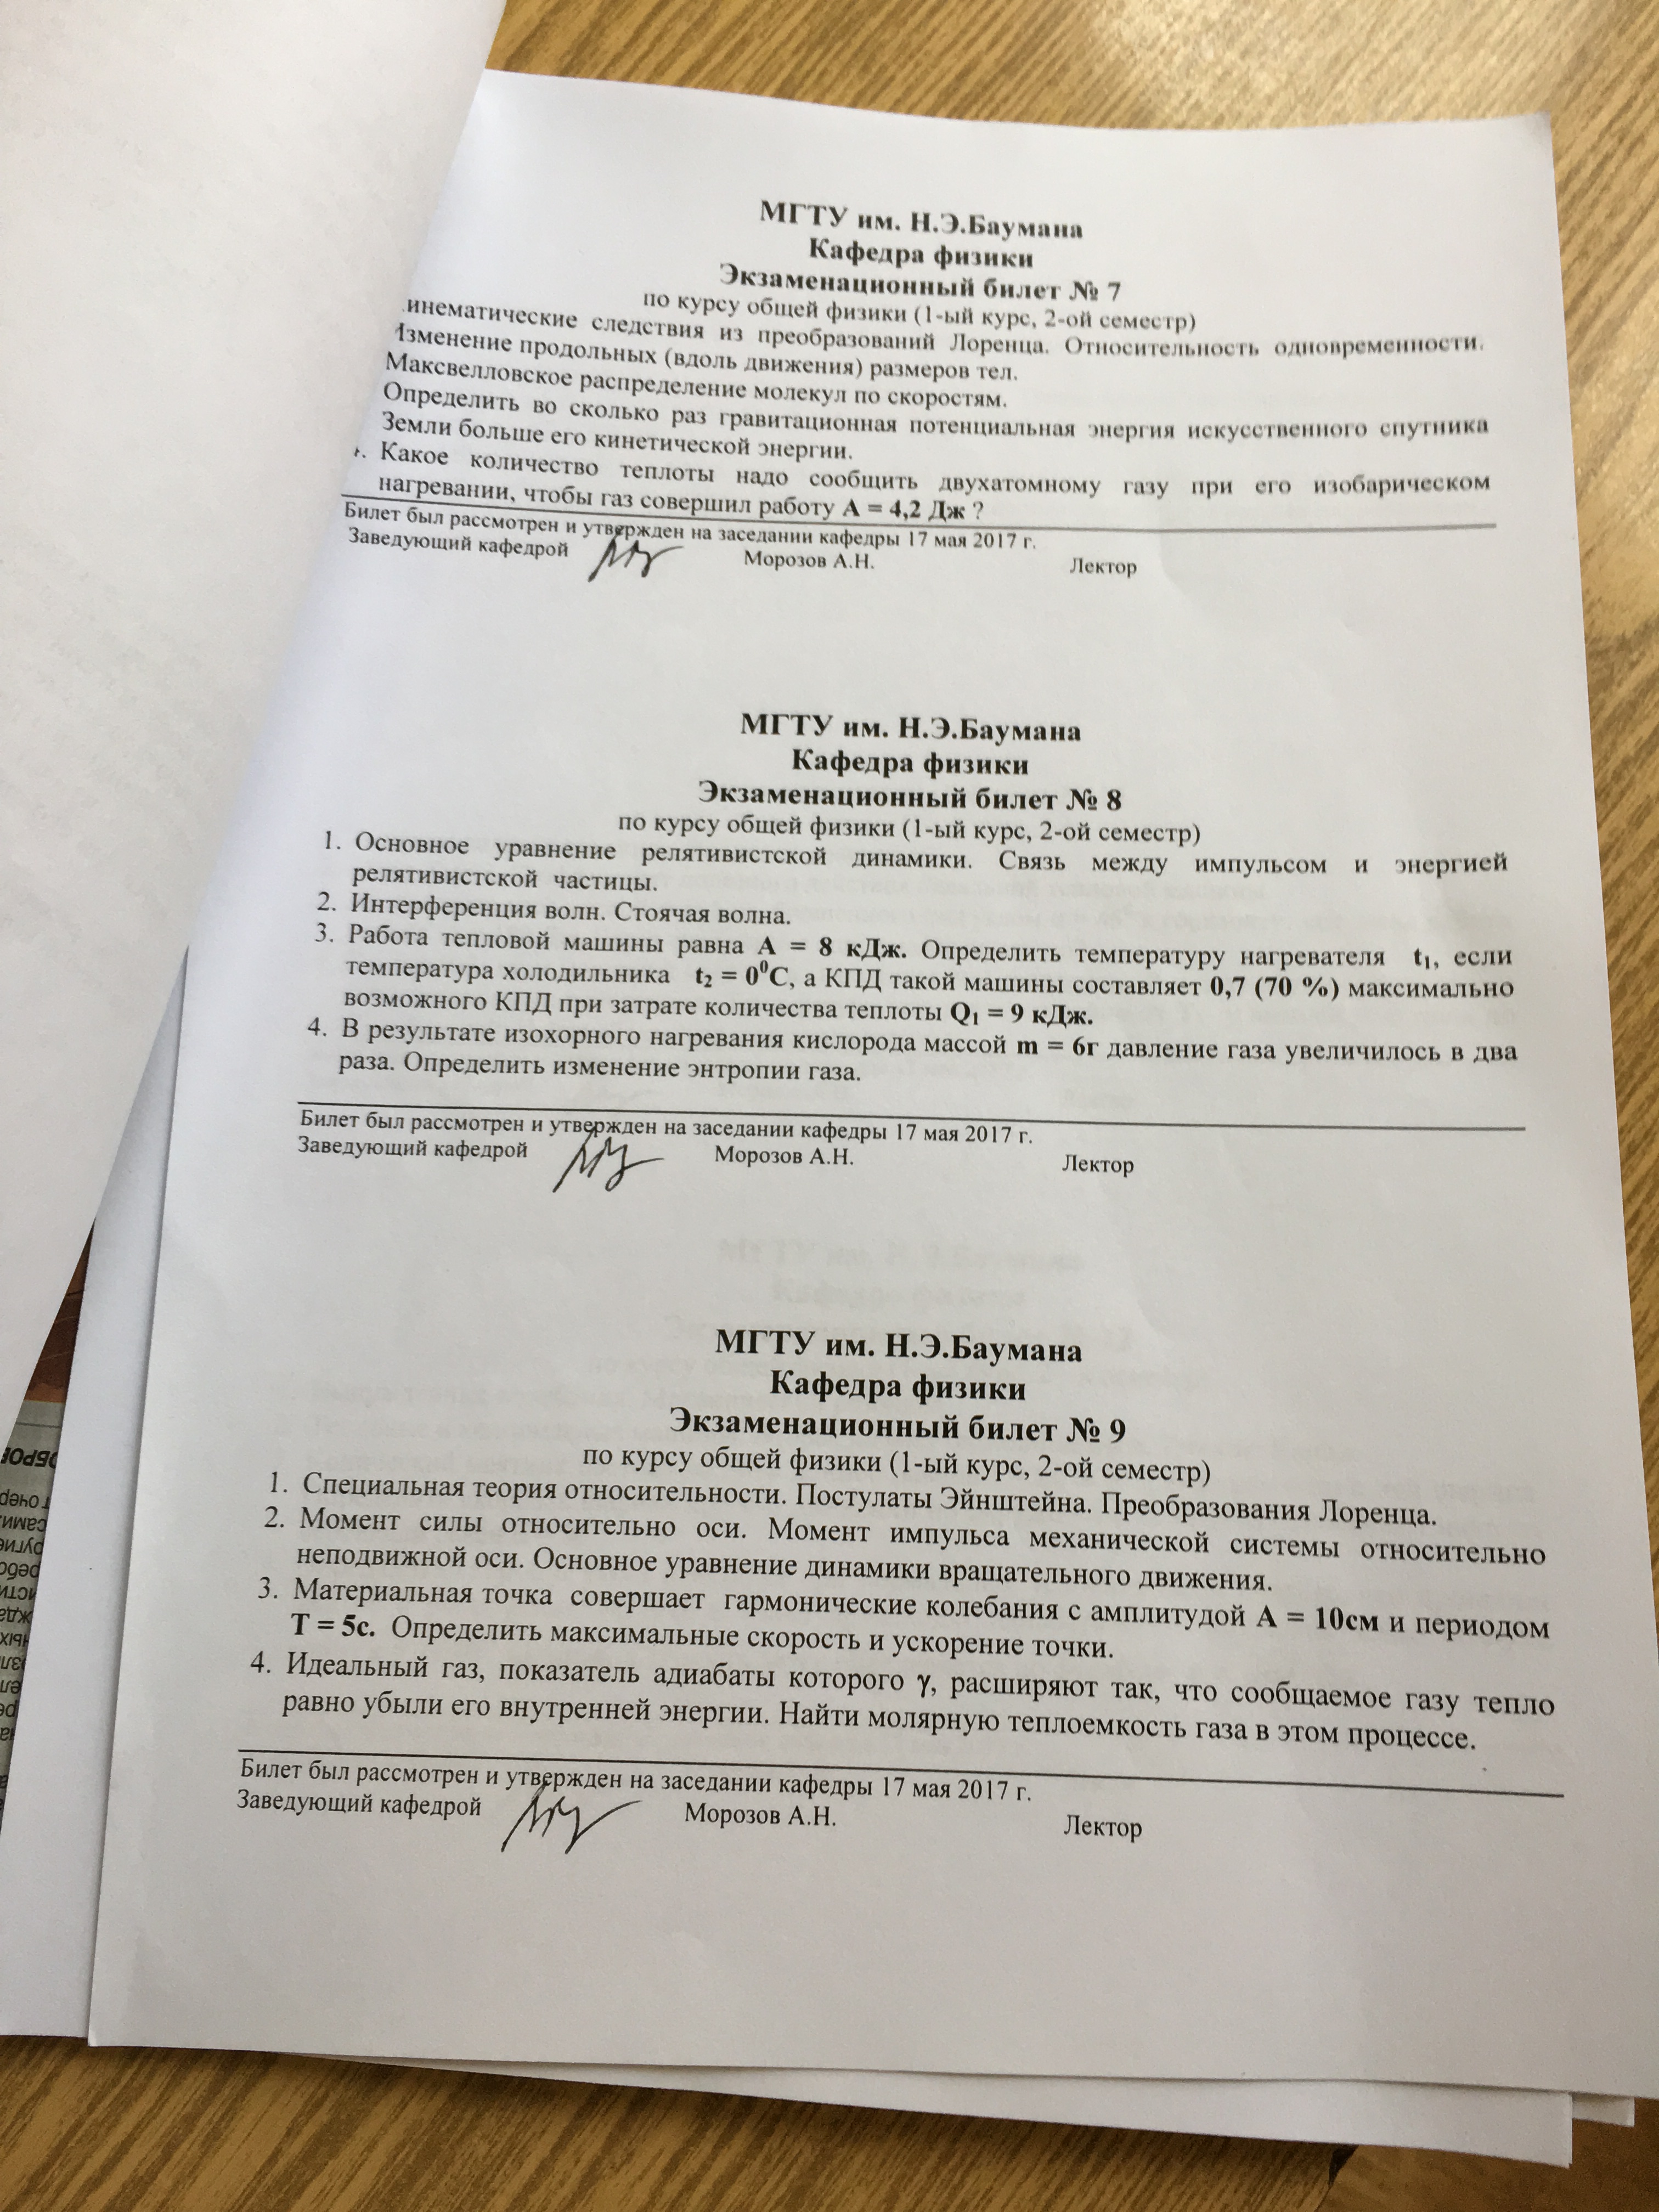 МГТУ им. Н.Э.Баумана
Кафедра физики
Экзаменационный билет № 7
по курсу общей физики (1-ый курс, 2-ой семестр)
инематические следствия из преобразований Лоренца. Относительность одновременности.
Изменение продольных (вдоль движения) размеров тел.
Максвелловское распределение молекул по скоростям.
Определить во сколько раз гравитационная потенциальная энергия искусственного спутника
Земли больше его кинетической энергии.
Какое количество теплоты надо сообщить двухатомному газу при его изобарическом
нагревании, чтобы газ совершил работу A = 4,2 Дж ?
Билет был рассмотрен и утвержден на заседании кафедры 17 мая 2017 г.
Заведующий кафедрой Морозов А.Н. Лектор
МГТУ им. Н.Э.Баумана
Кафедра физики
Экзаменационный билет № 8
по курсу общей физики (1-ый курс, 2-ой семестр)
1. Основное уравнение релятивистской динамики. Связь между импульсом и энергией
релятивистской частицы.
2. Интерференция волн. Стоячая волна.
3. Работа тепловой машины равна A = 8 кДж. Определить температуру нагревателя t₁, если
температура холодильника t₂ = 0⁰C, а КПД такой машины составляет 0,7 (70 %) максимально
возможного КПД при затрате количества теплоты Q₁ = 9 кДж.
4. В результате изохорного нагревания кислорода массой m = 6г давление газа увеличилось в два
раза. Определить изменение энтропии газа.
Билет был рассмотрен и утвержден на заседании кафедры 17 мая 2017 г.
Заведующий кафедрой Морозов А.Н. Лектор
МГТУ им. Н.Э.Баумана
Кафедра физики
Экзаменационный билет № 9
по курсу общей физики (1-ый курс, 2-ой семестр)
1. Специальная теория относительности. Постулаты Эйнштейна. Преобразования Лоренца.
2. Момент силы относительно оси. Момент импульса механической системы относительно
неподвижной оси. Основное уравнение динамики вращательного движения.
3. Материальная точка совершает гармонические колебания с амплитудой A = 10см и периодом
T = 5с. Определить максимальные скорость и ускорение точки.
4. Идеальный газ, показатель адиабаты которого γ, расширяют так, что сообщаемое газу тепло
равно убыли его внутренней энергии. Найти молярную теплоемкость газа в этом процессе.
Билет был рассмотрен и утвержден на заседании кафедры 17 мая 2017 г.
Заведующий кафедрой Морозов А.Н. Лектор